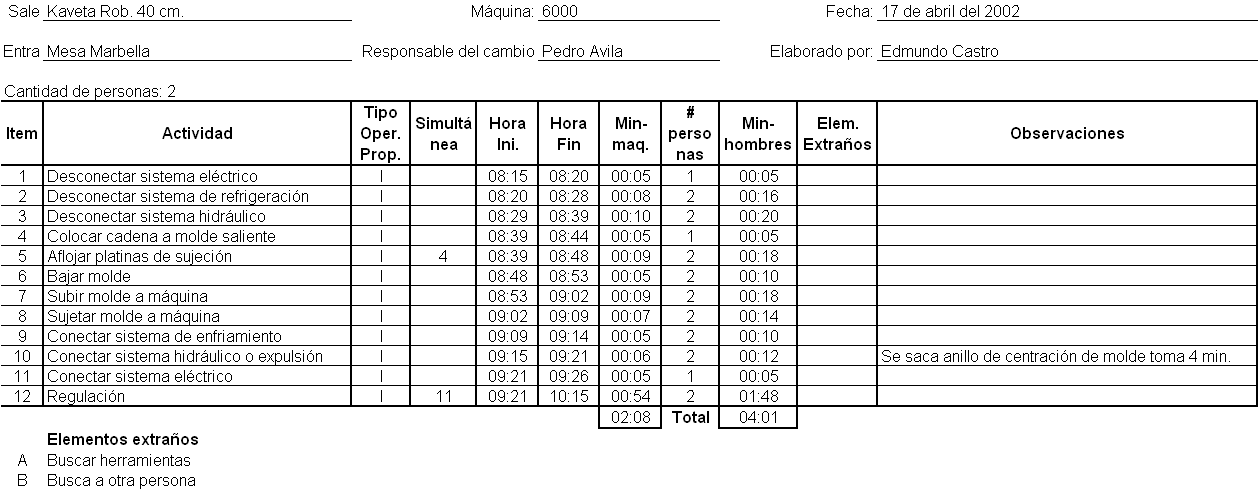 Sale Kaveta Rob. 40 cm. Máquina: 6000 Fecha: 17 de abril del 2002
Entra Mesa Marbella Responsable del cambio Pedro Avila Elaborado por: Edmundo Castro
Cantidad de personas: 2
Item Actividad Tipo Oper. Prop. Simultánea Hora Ini. Hora Fin Min-maq. # personas Min-hombres Elem. Extraños Observaciones
1 Desconectar sistema eléctrico I 08:15 08:20 00:05 1 00:05
2 Desconectar sistema de refrigeración I 08:20 08:28 00:08 2 00:16
3 Desconectar sistema hidráulico I 08:29 08:39 00:10 2 00:20
4 Colocar cadena a molde saliente I 08:39 08:44 00:05 1 00:05
5 Aflojar platinas de sujeción I 4 08:39 08:48 00:09 2 00:18
6 Bajar molde I 08:48 08:53 00:05 2 00:10
7 Subir molde a máquina I 08:53 09:02 00:09 2 00:18
8 Sujetar molde a máquina I 09:02 09:09 00:07 2 00:14
9 Conectar sistema de enfriamiento I 09:09 09:14 00:05 2 00:10
10 Conectar sistema hidráulico o expulsión I 09:15 09:21 00:06 2 00:12 Se saca anillo de centración de molde toma 4 min.
11 Conectar sistema eléctrico I 09:21 09:26 00:05 1 00:05
12 Regulación I 11 09:21 10:15 00:54 2 01:48
02:08 Total 04:01
Elementos extraños
A Buscar herramientas
B Busca a otra persona